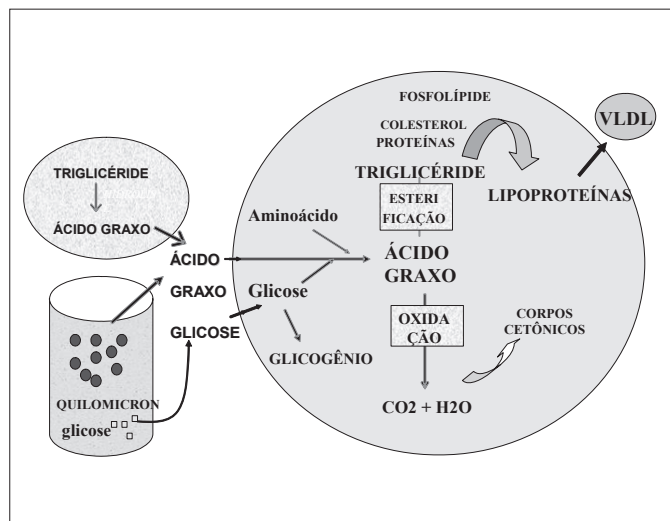 FOSFOLÍPIDE
VLDL
COLESTEROL
PROTEÍNAS
TRIGLICÉRIDE
TRIGLICÉRIDE
LIPOPROTEÍNAS
ESTERI
FICAÇÃO
ÁCIDO GRAXO
Aminoácido
ÁCIDO
GRAXO
ÁCIDO
GRAXO
Glicose
GLICOSE
OXIDA
ÇÃO
CORPOS
CETÔNICOS
GLICOGÊNIO
QUILOMICRON
glicose
CO2 + H2O